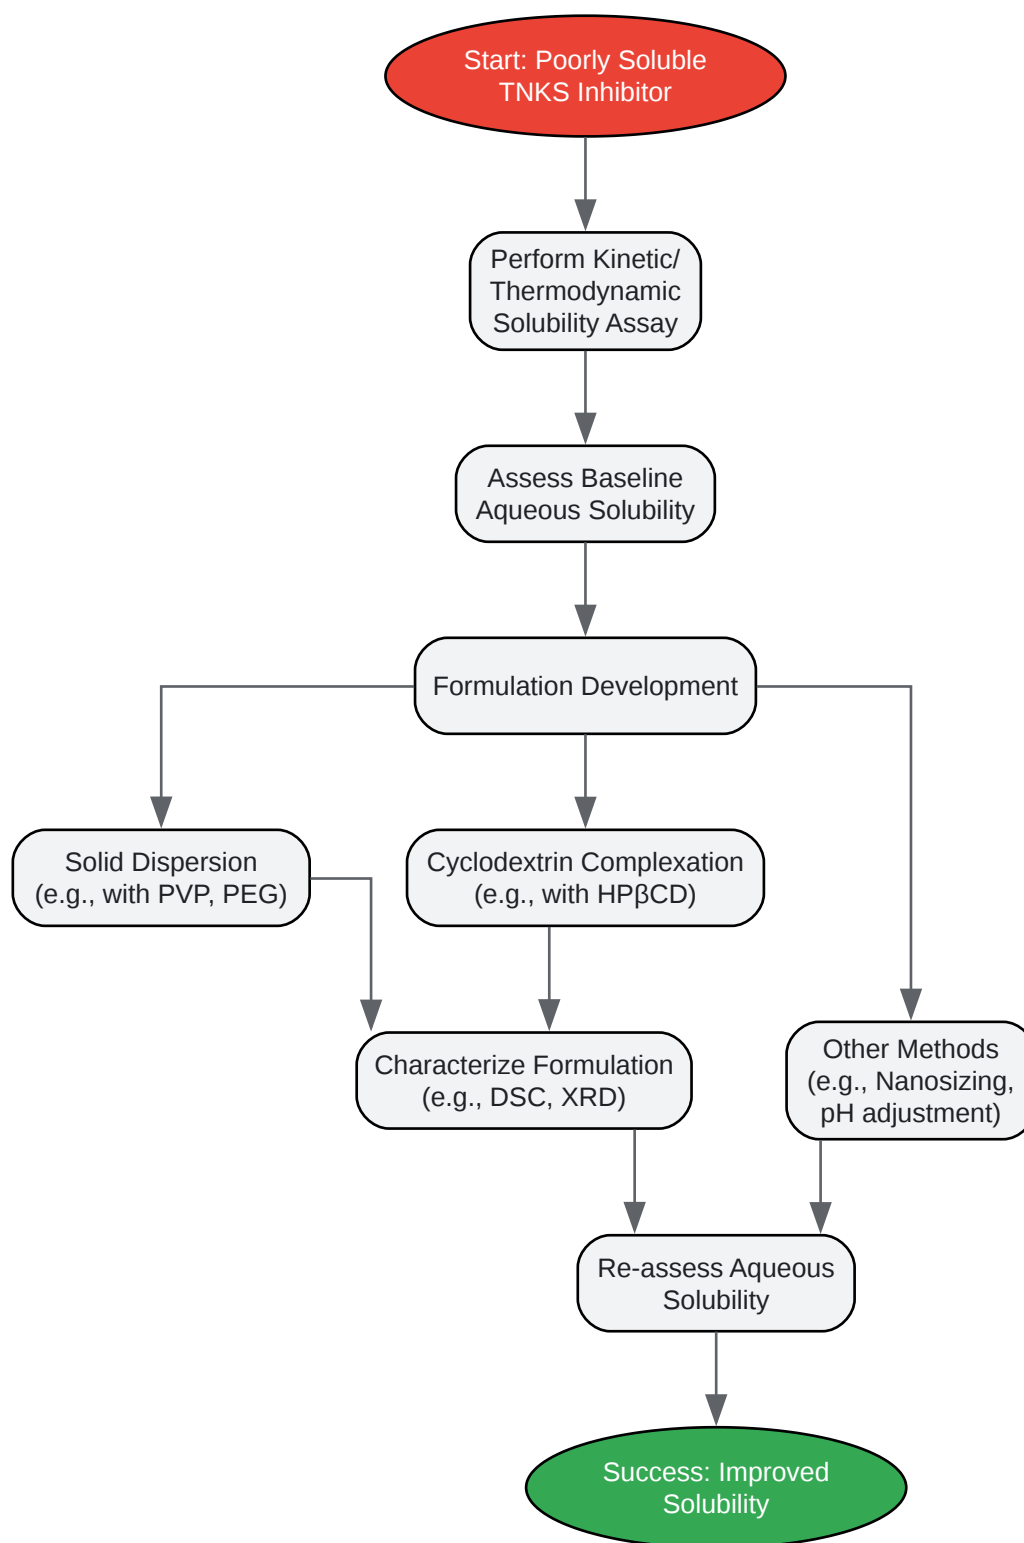 Start: Poorly Soluble
TNKS Inhibitor
Perform Kinetic/
Thermodynamic
Solubility Assay
Assess Baseline
Aqueous Solubility
Formulation Development
Solid Dispersion
(e.g., with PVP, PEG)
Cyclodextrin Complexation
(e.g., with HPβCD)
Characterize Formulation
(e.g., DSC, XRD)
Other Methods
(e.g., Nanosizing,
pH adjustment)
Re-assess Aqueous
Solubility
Success: Improved
Solubility